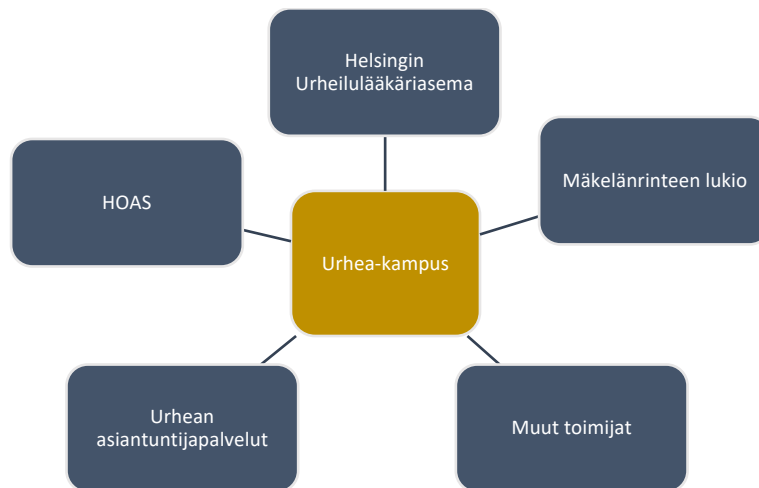 Helsingin
Urheilulääkäriasema
Mäkelänrinteen lukio
HOAS
Urhea-kampus
Urhean
asiantuntijapalvelut
Muut toimijat